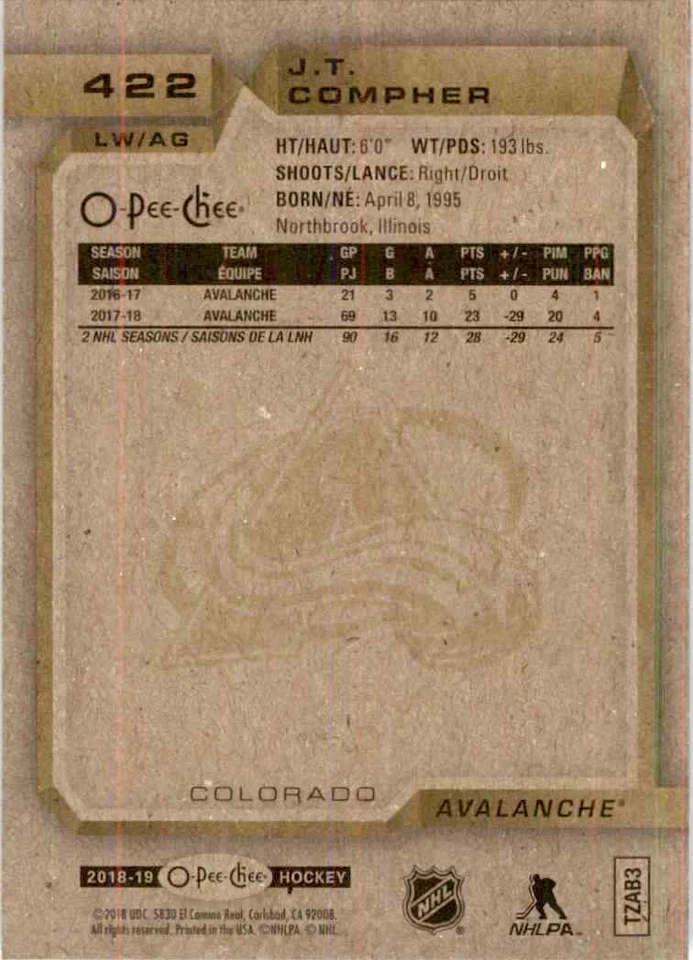 422
J.T.
COMPHER
LW/AG
HT/HAUT: 6'0" WT/PDS: 193 lbs.
SHOOTS/LANCE: Right/Droit
O-Pee-Chee
BORN/NÉ: April 8, 1995
Northbrook, Illinois
SEASON TEAM GP G A PTS +/- PIM PPG
SAISON ÉQUIPE PJ B A PTS +/- PUN BAN
2016-17 AVALANCHE 21 3 2 5 0 4 1
2017-18 AVALANCHE 69 13 10 23 -29 20 4
2 NHL SEASONS / SAISONS DE LA LNH 90 16 12 28 -29 24 5
COLORADO
AVALANCHE®
2018-19 O-Pee-Chee HOCKEY
©2018 UDC. 5830 El Camino Real, Carlsbad, CA 92008.
All rights reserved. Printed in the USA. ©NHLPA. © NHL.
NHL
NHLPA
TZAB3